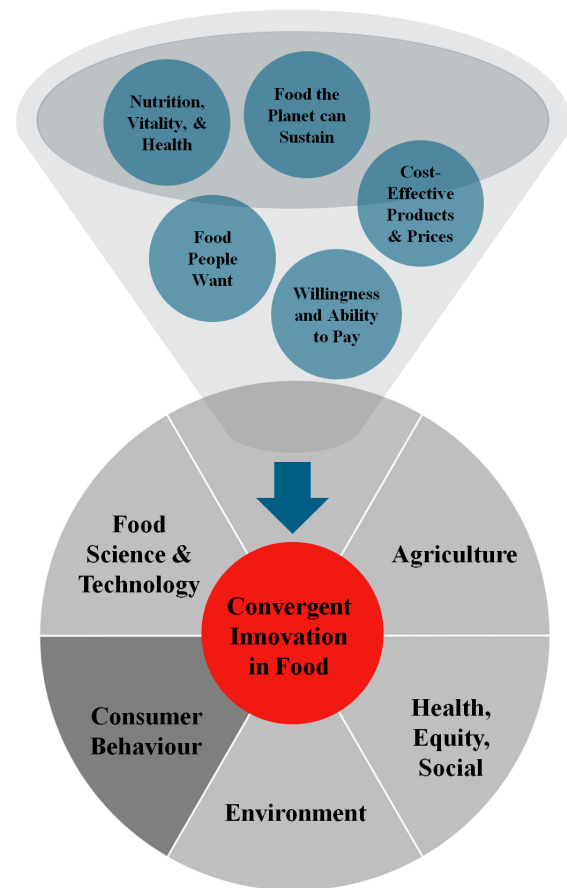 Nutrition,
Vitality, &
Health
Food the
Planet can
Sustain
Cost-
Effective
Products
& Prices
Food
People
Want
Willingness
and Ability
to Pay
Food
Science &
Technology
Agriculture
Convergent
Innovation
in Food
Consumer
Behaviour
Health,
Equity,
Social
Environment